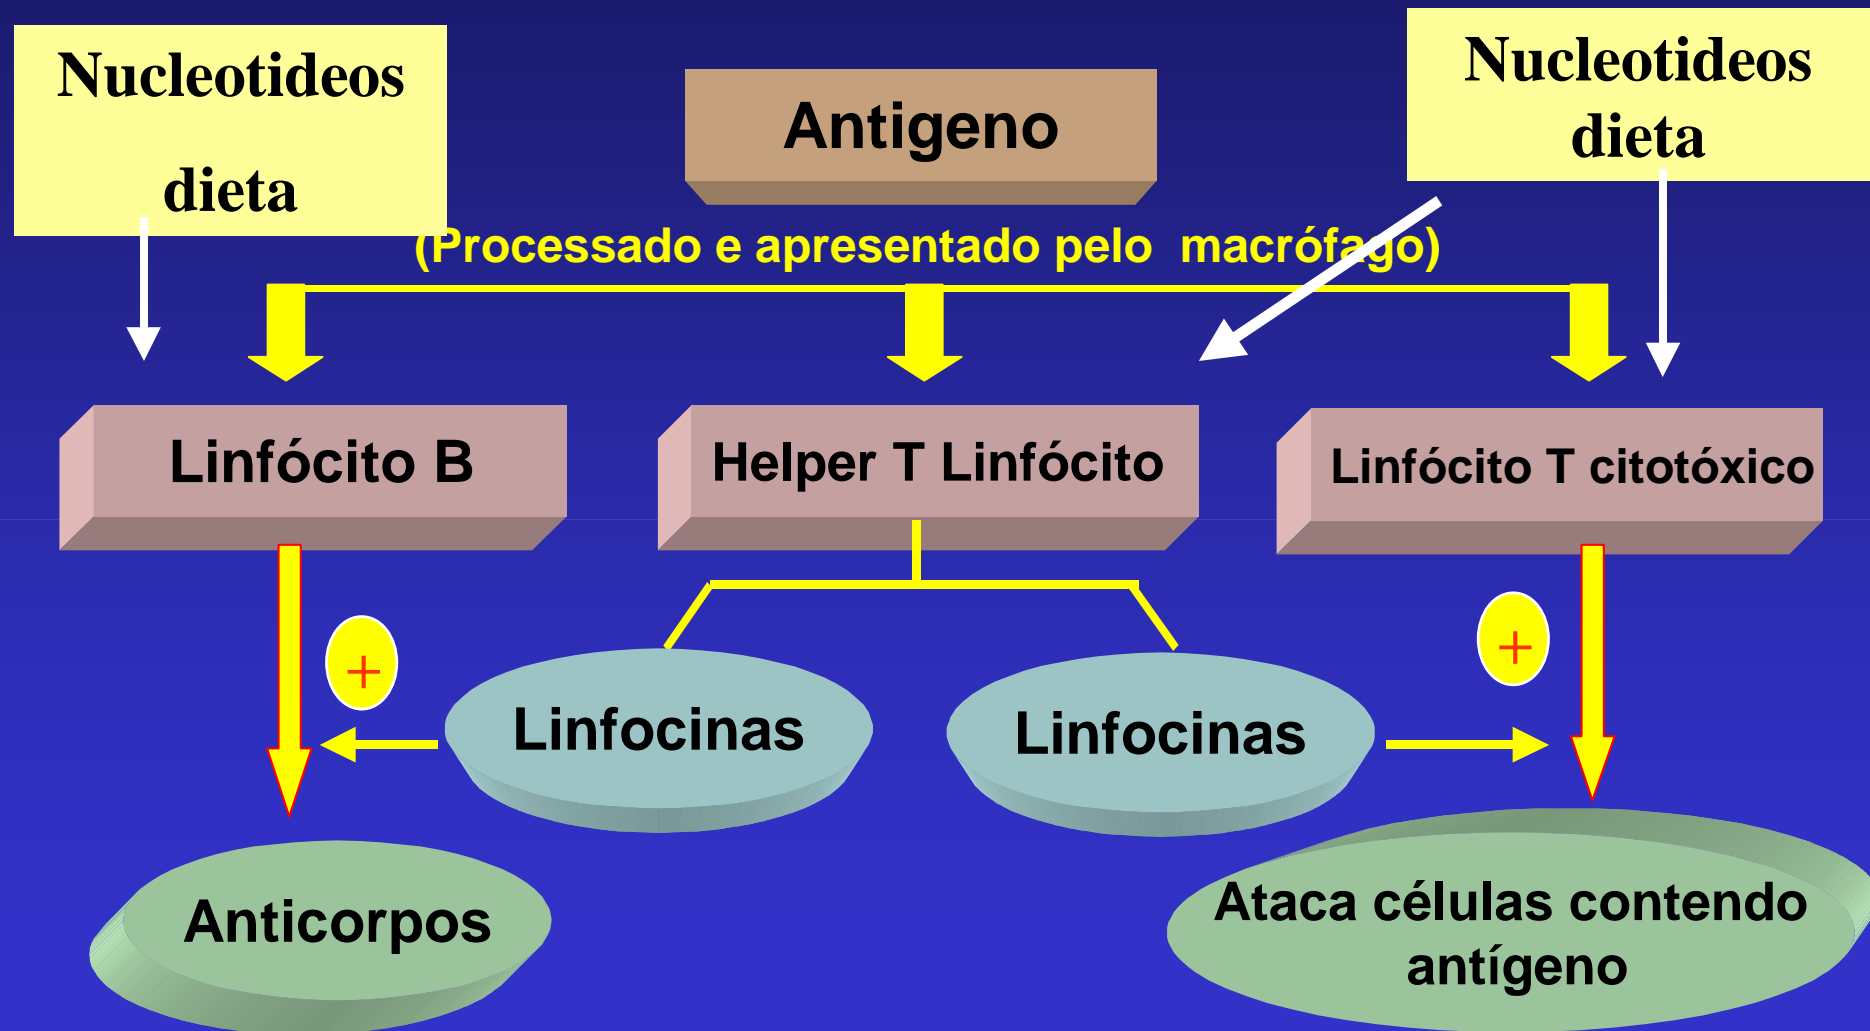 Nucleotideos
dieta
Antigeno
Nucleotideos
dieta
(Processado e apresentado pelo macrófago)
Linfócito B
Helper T Linfócito
Linfócito T citotóxico
+
+
Linfocinas
Linfocinas
Anticorpos
Ataca células contendo
antígeno